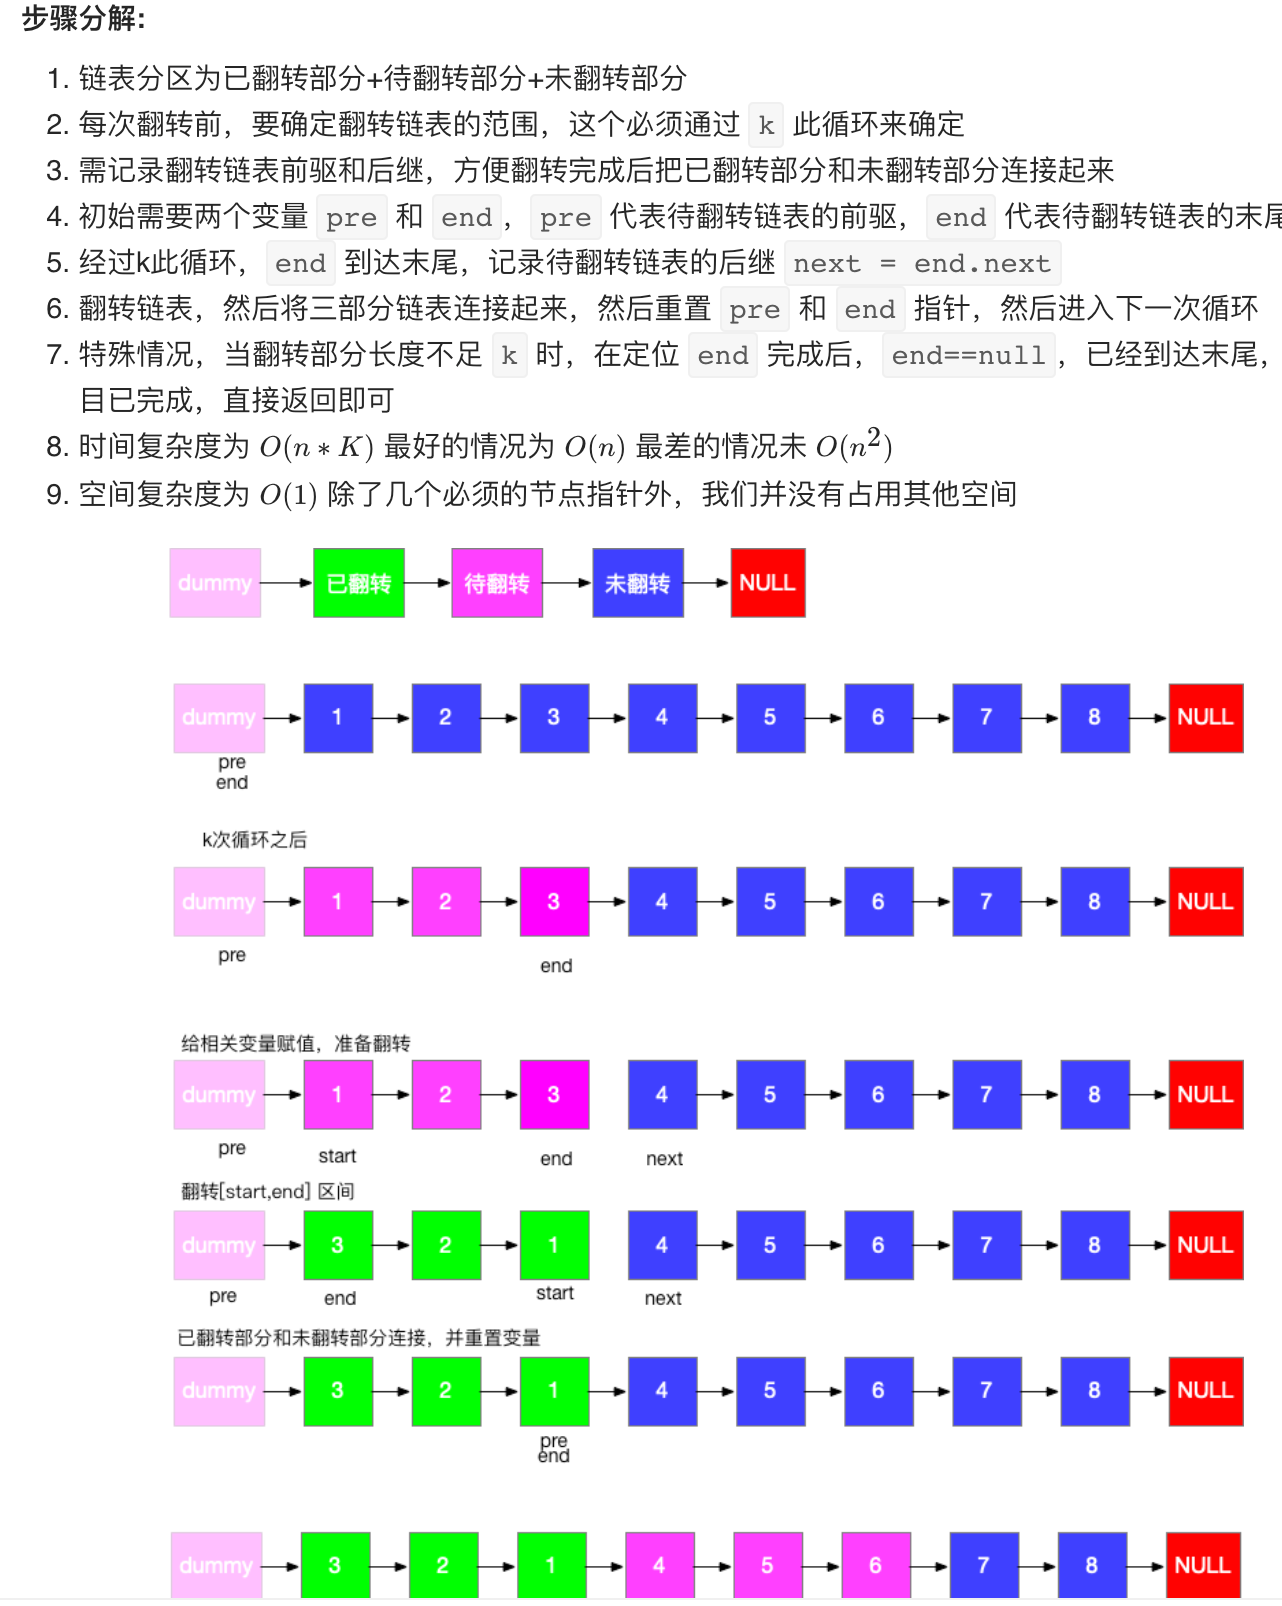 步骤分解:
1. 链表分区为已翻转部分+待翻转部分+未翻转部分
2. 每次翻转前，要确定翻转链表的范围，这个必须通过 k 此循环来确定
3. 需记录翻转链表前驱和后继，方便翻转完成后把已翻转部分和未翻转部分连接起来
4. 初始需要两个变量 pre 和 end，pre 代表待翻转链表的前驱，end 代表待翻转链表的末尾
5. 经过k此循环，end 到达末尾，记录待翻转链表的后继 next = end.next
6. 翻转链表，然后将三部分链表连接起来，然后重置 pre 和 end 指针，然后进入下一次循环
7. 特殊情况，当翻转部分长度不足 k 时，在定位 end 完成后，end==null，已经到达末尾，
目已完成，直接返回即可
8. 时间复杂度为 O(n∗K) 最好的情况为 O(n) 最差的情况未 O(n²)
9. 空间复杂度为 O(1) 除了几个必须的节点指针外，我们并没有占用其他空间
dummy 已翻转 待翻转 未翻转 NULL
dummy 1 2 3 4 5 6 7 8 NULL
pre
end
k次循环之后
dummy 1 2 3 4 5 6 7 8 NULL
pre end
给相关变量赋值，准备翻转
dummy 1 2 3 4 5 6 7 8 NULL
pre start end next
翻转[start,end] 区间
dummy 3 2 1 4 5 6 7 8 NULL
pre end start next
已翻转部分和未翻转部分连接，并重置变量
dummy 3 2 1 4 5 6 7 8 NULL
pre
end
dummy 3 2 1 4 5 6 7 8 NULL